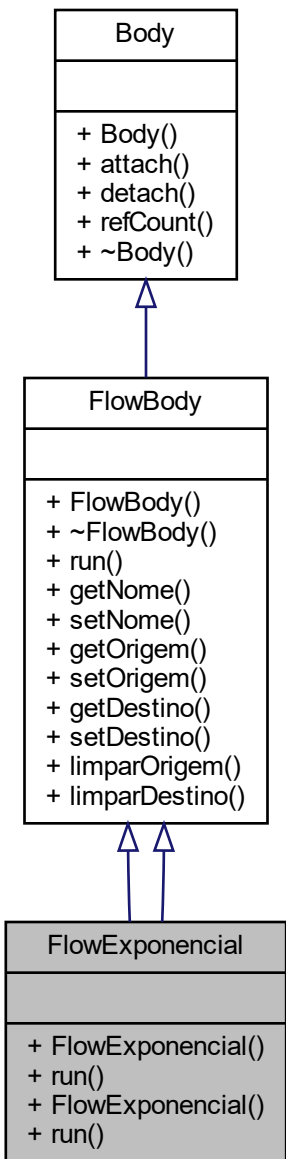 Body
+ Body()
+ attach()
+ detach()
+ refCount()
+ ~Body()
FlowBody
+ FlowBody()
+ ~FlowBody()
+ run()
+ getNome()
+ setNome()
+ getOrigem()
+ setOrigem()
+ getDestino()
+ setDestino()
+ limparOrigem()
+ limparDestino()
FlowExponencial
+ FlowExponencial()
+ run()
+ FlowExponencial()
+ run()